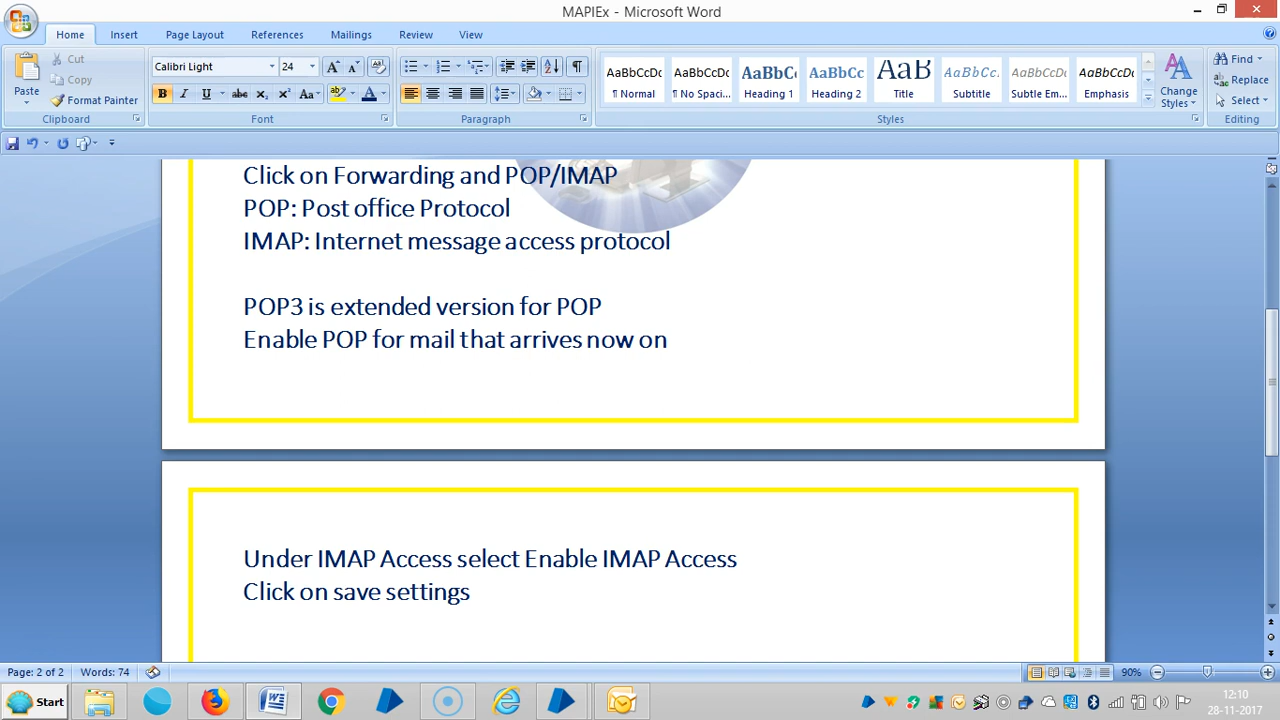 MAPIEx - Microsoft Word
Home Insert Page Layout References Mailings Review View
Paste
Cut
Copy
Format Painter
Clipboard
Calibri Light 24
B I U abc x₂ x² Aa
Font
Paragraph
AaBbCcDc AaBbCcDc AaBbCc AaBbCc AaB AaBbCc. AaBbCcDc AaBbCcDc
¶ Normal ¶ No Spaci... Heading 1 Heading 2 Title Subtitle Subtle Em... Emphasis
Styles
Change Styles
Find
Replace
Select
Editing
Click on Forwarding and POP/IMAP
POP: Post office Protocol
IMAP: Internet message access protocol
POP3 is extended version for POP
Enable POP for mail that arrives now on
Under IMAP Access select Enable IMAP Access
Click on save settings
Page: 2 of 2 Words: 74 90%
Start
12:10
28-11-2017